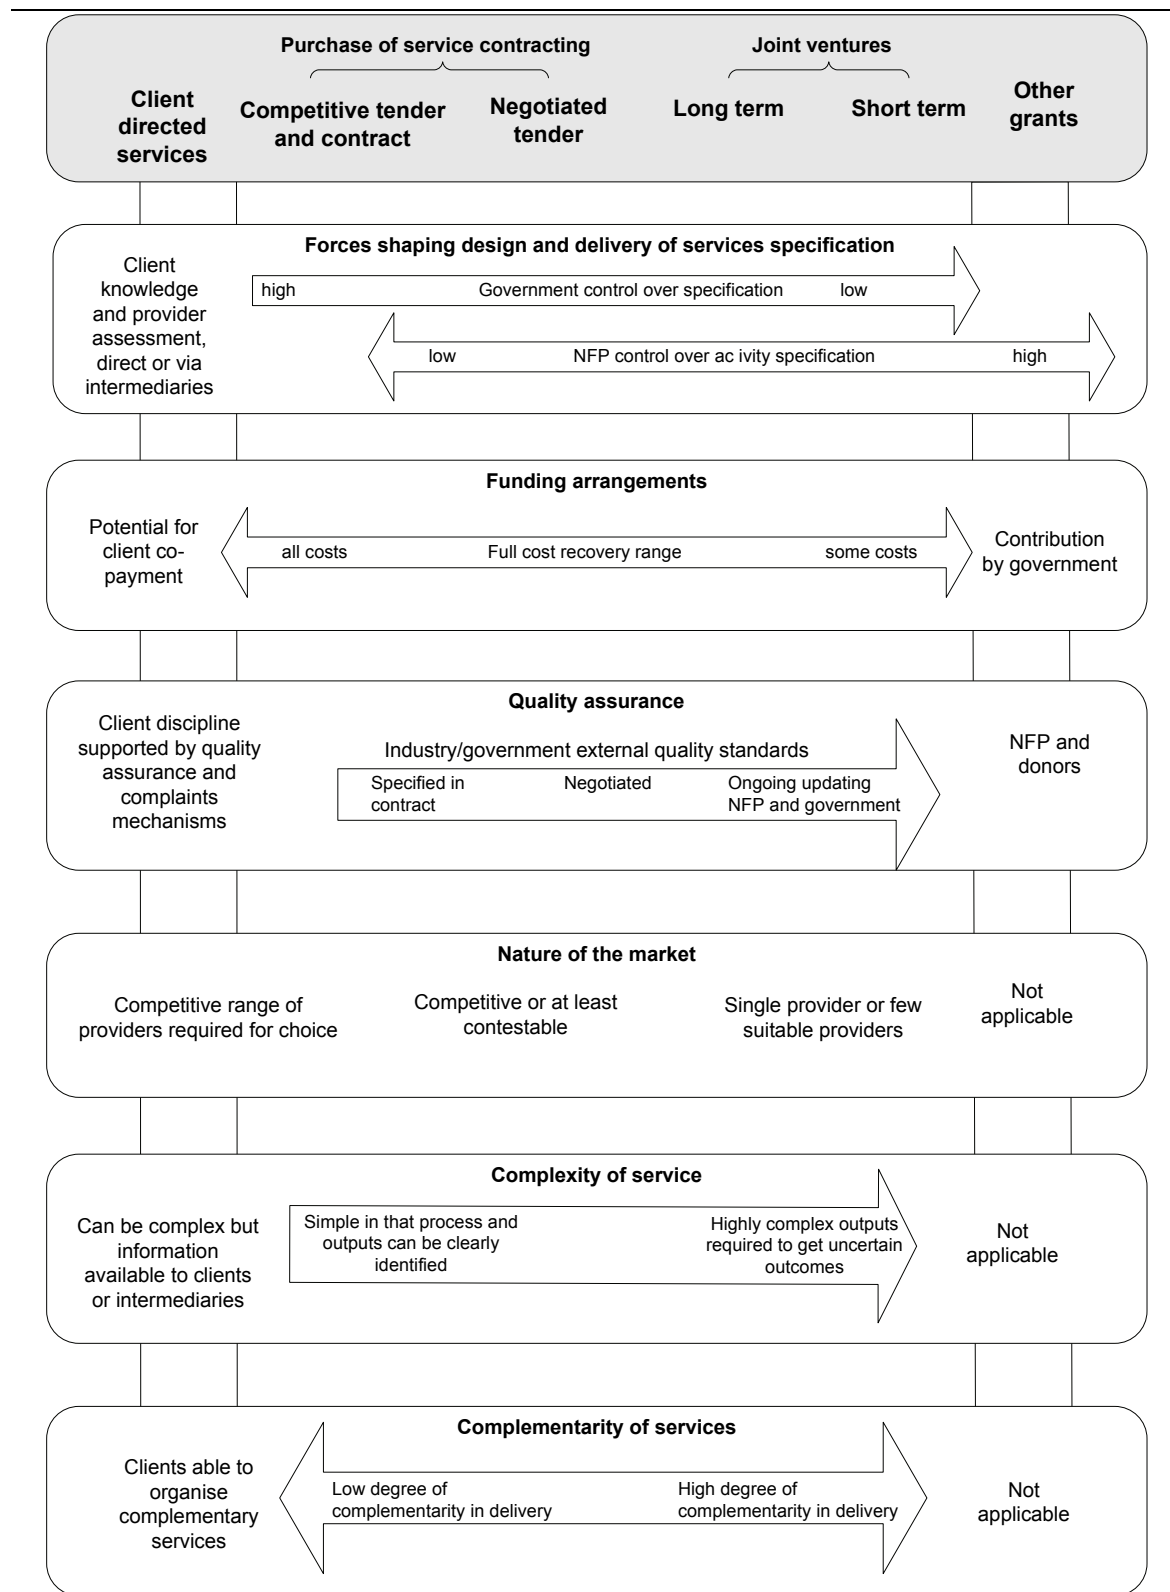 Purchase of service contracting
Joint ventures
Client
directed
services
Competitive tender
and contract
Negotiated
tender
Long term
Short term
Other
grants
Forces shaping design and delivery of services specification
Client
knowledge
and provider
assessment,
direct or via
intermediaries
high
Government control over specification
low
low
NFP control over ac ivity specification
high
Funding arrangements
Potential for
client co-
payment
all costs
Full cost recovery range
some costs
Contribution
by government
Quality assurance
Client discipline
supported by quality
assurance and
complaints
mechanisms
Industry/government external quality standards
Specified in
contract
Negotiated
Ongoing updating
NFP and government
NFP and
donors
Nature of the market
Competitive range of
providers required for choice
Competitive or at least
contestable
Single provider or few
suitable providers
Not
applicable
Complexity of service
Can be complex but
information
available to clients
or intermediaries
Simple in that process and
outputs can be clearly
identified
Highly complex outputs
required to get uncertain
outcomes
Not
applicable
Complementarity of services
Clients able to
organise
complementary
services
Low degree of
complementarity in delivery
High degree of
complementarity in delivery
Not
applicable